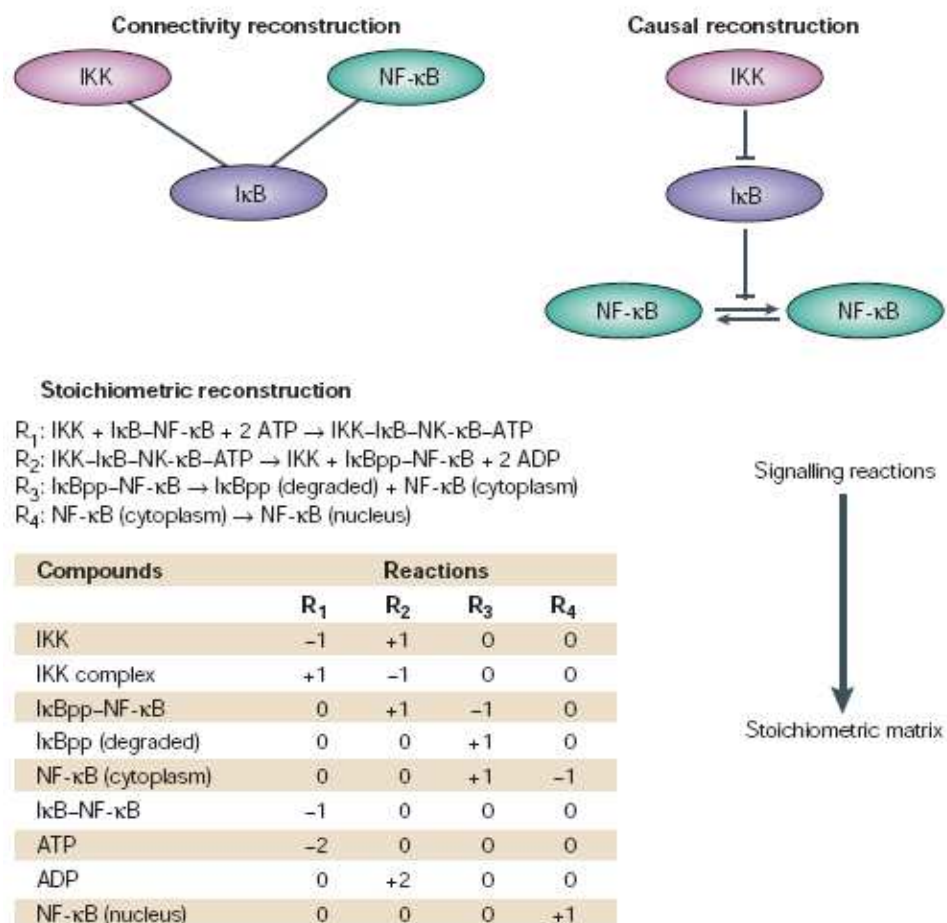 Connectivity reconstruction
IKK
NF-κB
IκB
Causal reconstruction
IKK
IκB
NF-κB
NF-κB
Stoichiometric reconstruction
R₁: IKK + IκB–NF-κB + 2 ATP → IKK–IκB–NK-κB–ATP
R₂: IKK–IκB–NK-κB–ATP → IKK + IκBpp–NF-κB + 2 ADP
R₃: IκBpp–NF-κB → IκBpp (degraded) + NF-κB (cytoplasm)
R₄: NF-κB (cytoplasm) → NF-κB (nucleus)
Signalling reactions
Stoichiometric matrix
Compounds Reactions
R₁ R₂ R₃ R₄
IKK –1 +1 0 0
IKK complex +1 –1 0 0
IκBpp–NF-κB 0 +1 –1 0
IκBpp (degraded) 0 0 +1 0
NF-κB (cytoplasm) 0 0 +1 –1
IκB–NF-κB –1 0 0 0
ATP –2 0 0 0
ADP 0 +2 0 0
NF-κB (nucleus) 0 0 0 +1